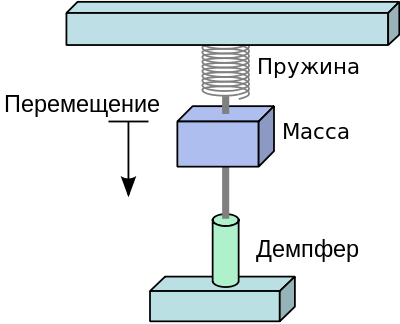 Пружина
Перемещение
Масса
Демпфер